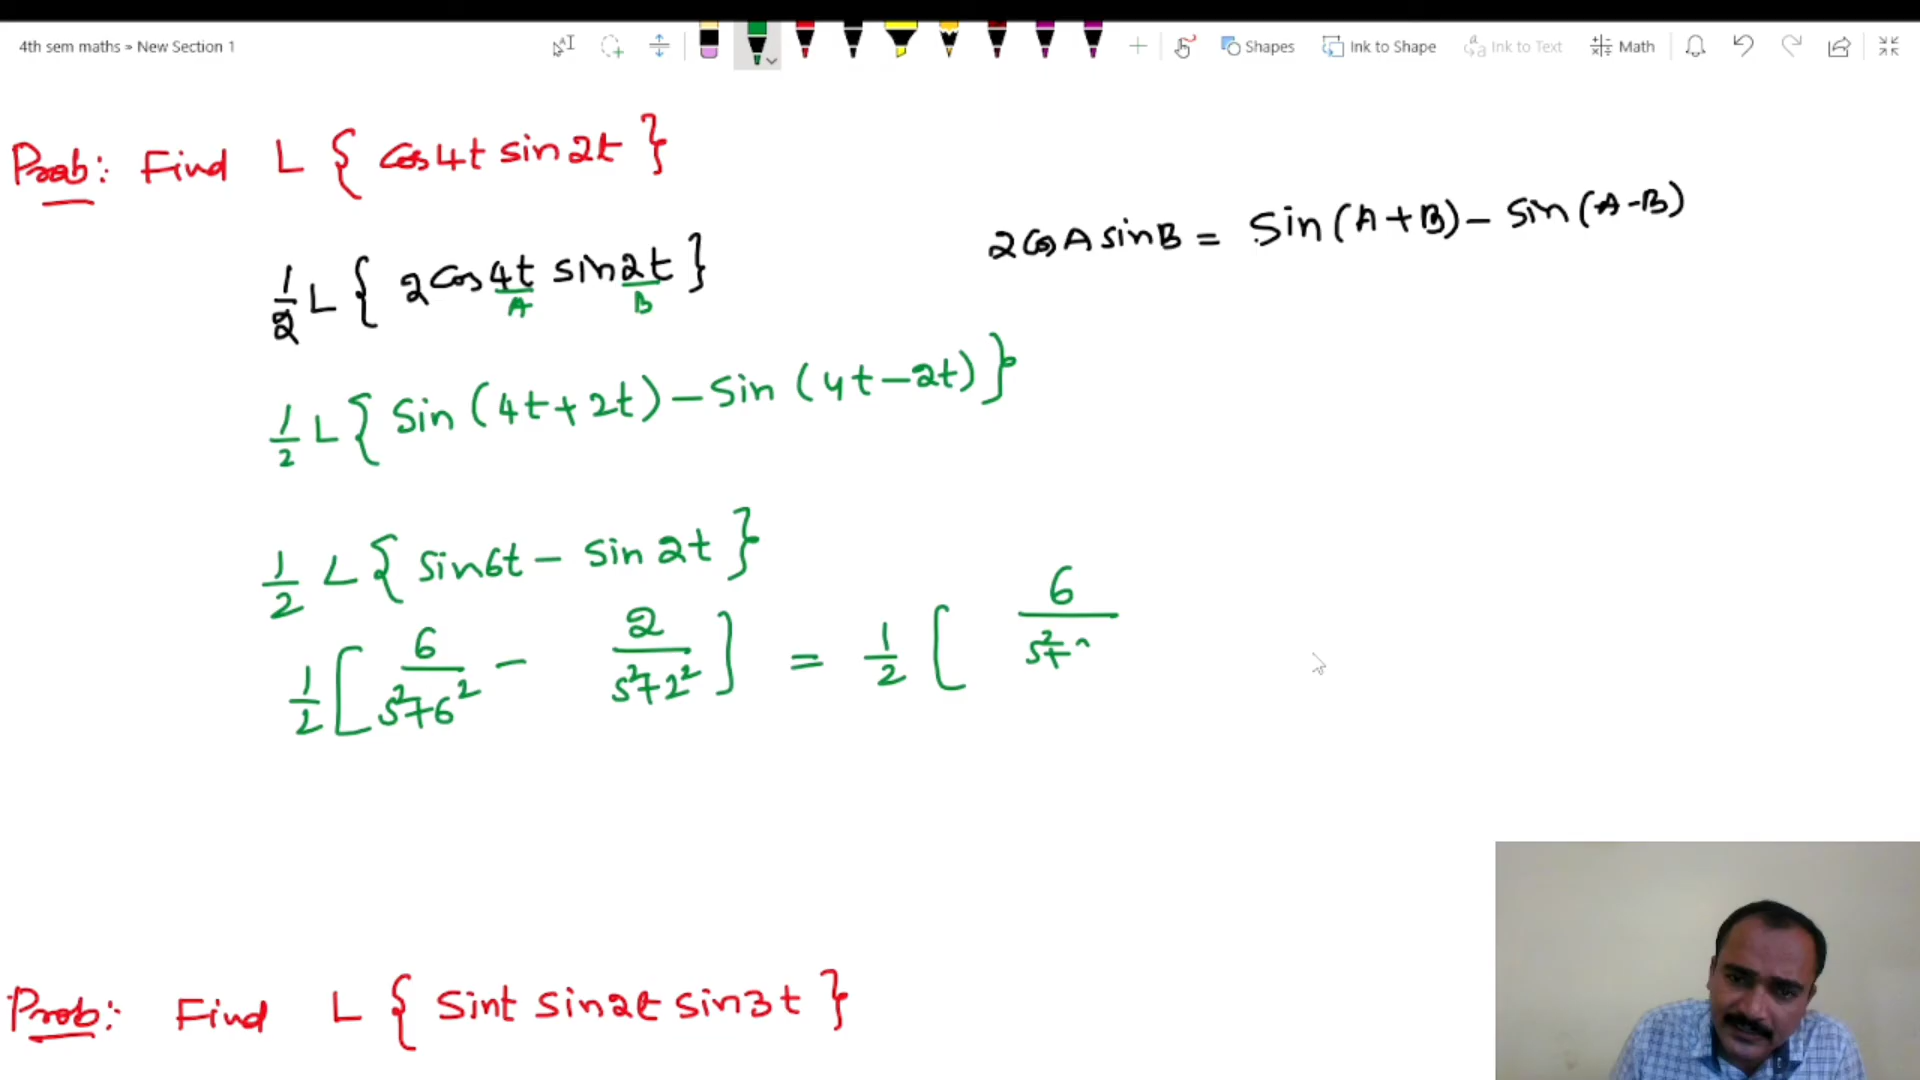 4th sem maths » New Section 1
Shapes Ink to Shape Ink to Text Math
Prob: Find L { cos4t sin2t }
2cosA sinB = Sin(A+B) - sin(A-B)
1/2 L { 2cos4t sin2t }
A B
1/2 L { Sin (4t+2t) - Sin (4t-2t) }
1/2 L { sin6t - sin2t }
1/2 [ 6/(s²+6²) - 2/(s²+2²) ] = 1/2 [ 6/(s²+
Prob: Find L { Sint sin2t sin3t }